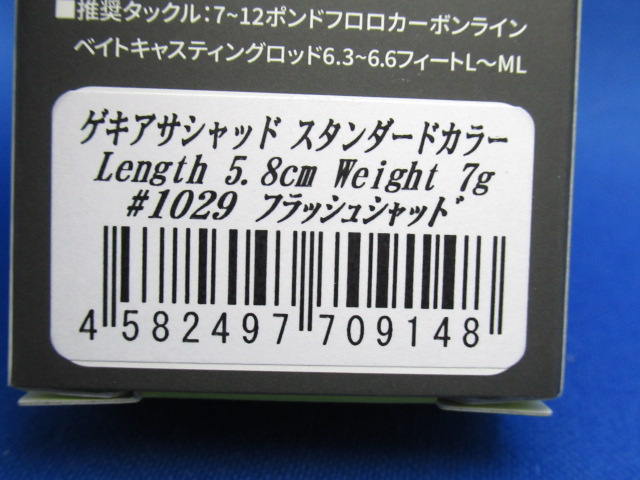 ■推奨タックル:7~12ポンドフロロカーボンライン
ベイトキャスティングロッド6.3~6.6フィートL~ML
ゲキアサシャッド スタンダードカラー
Length 5.8cm Weight 7g
#1029 フラッシュシャッド
4 582497 709148